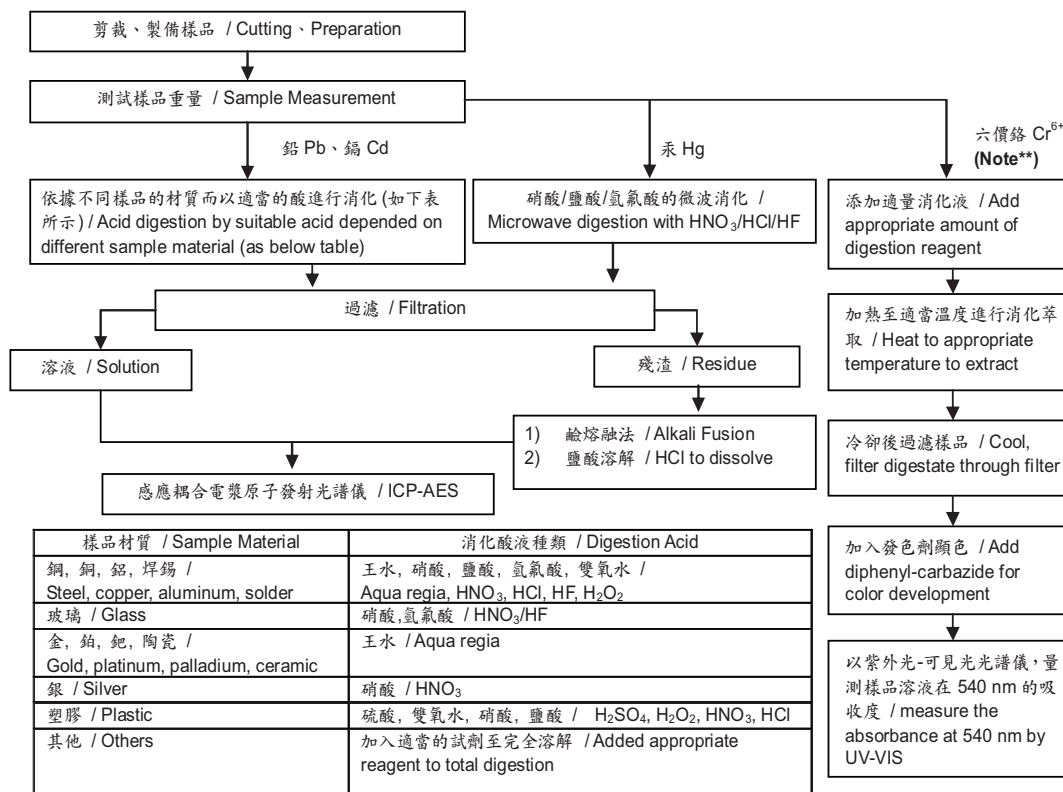 剪裁、製備樣品 / Cutting、Preparation
測試樣品重量 / Sample Measurement
鉛 Pb、鎘 Cd
汞 Hg
六價鉻 Cr⁶⁺
(Note**)
依據不同樣品的材質而以適當的酸進行消化 (如下表
所示) / Acid digestion by suitable acid depended on
different sample material (as below table)
硝酸/鹽酸/氫氟酸的微波消化 /
Microwave digestion with HNO₃/HCl/HF
添加適量消化液 / Add
appropriate amount of
digestion reagent
過濾 / Filtration
加熱至適當溫度進行消化萃
取 / Heat to appropriate
temperature to extract
溶液 / Solution
殘渣 / Residue
1) 鹼熔融法 / Alkali Fusion
2) 鹽酸溶解 / HCl to dissolve
冷卻後過濾樣品 / Cool,
filter digestate through filter
感應耦合電漿原子發射光譜儀 / ICP-AES
加入發色劑顯色/ Add
diphenyl-carbazide for
color development
以紫外光-可見光光譜儀，量
測樣品溶液在 540 nm 的吸
收度 / measure the
absorbance at 540 nm by
UV-VIS
樣品材質 / Sample Material 消化酸液種類 / Digestion Acid
鋼, 銅, 鋁, 焊錫 / 王水, 硝酸, 鹽酸, 氫氟酸, 雙氧水 /
Steel, copper, aluminum, solder Aqua regia, HNO₃, HCl, HF, H₂O₂
玻璃 / Glass 硝酸,氫氟酸 / HNO₃/HF
金, 鉑, 鈀, 陶瓷 / 王水 / Aqua regia
Gold, platinum, palladium, ceramic
銀 / Silver 硝酸 / HNO₃
塑膠 / Plastic 硫酸, 雙氧水, 硝酸, 鹽酸 / H₂SO₄, H₂O₂, HNO₃, HCl
其他 / Others 加入適當的試劑至完全溶解 / Added appropriate
reagent to total digestion